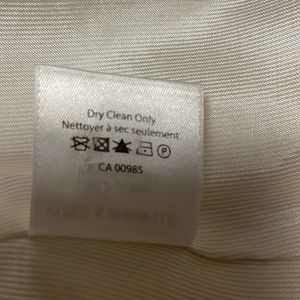 Dry Clean Only
Nettoyer à sec seulement
P
CA 00985